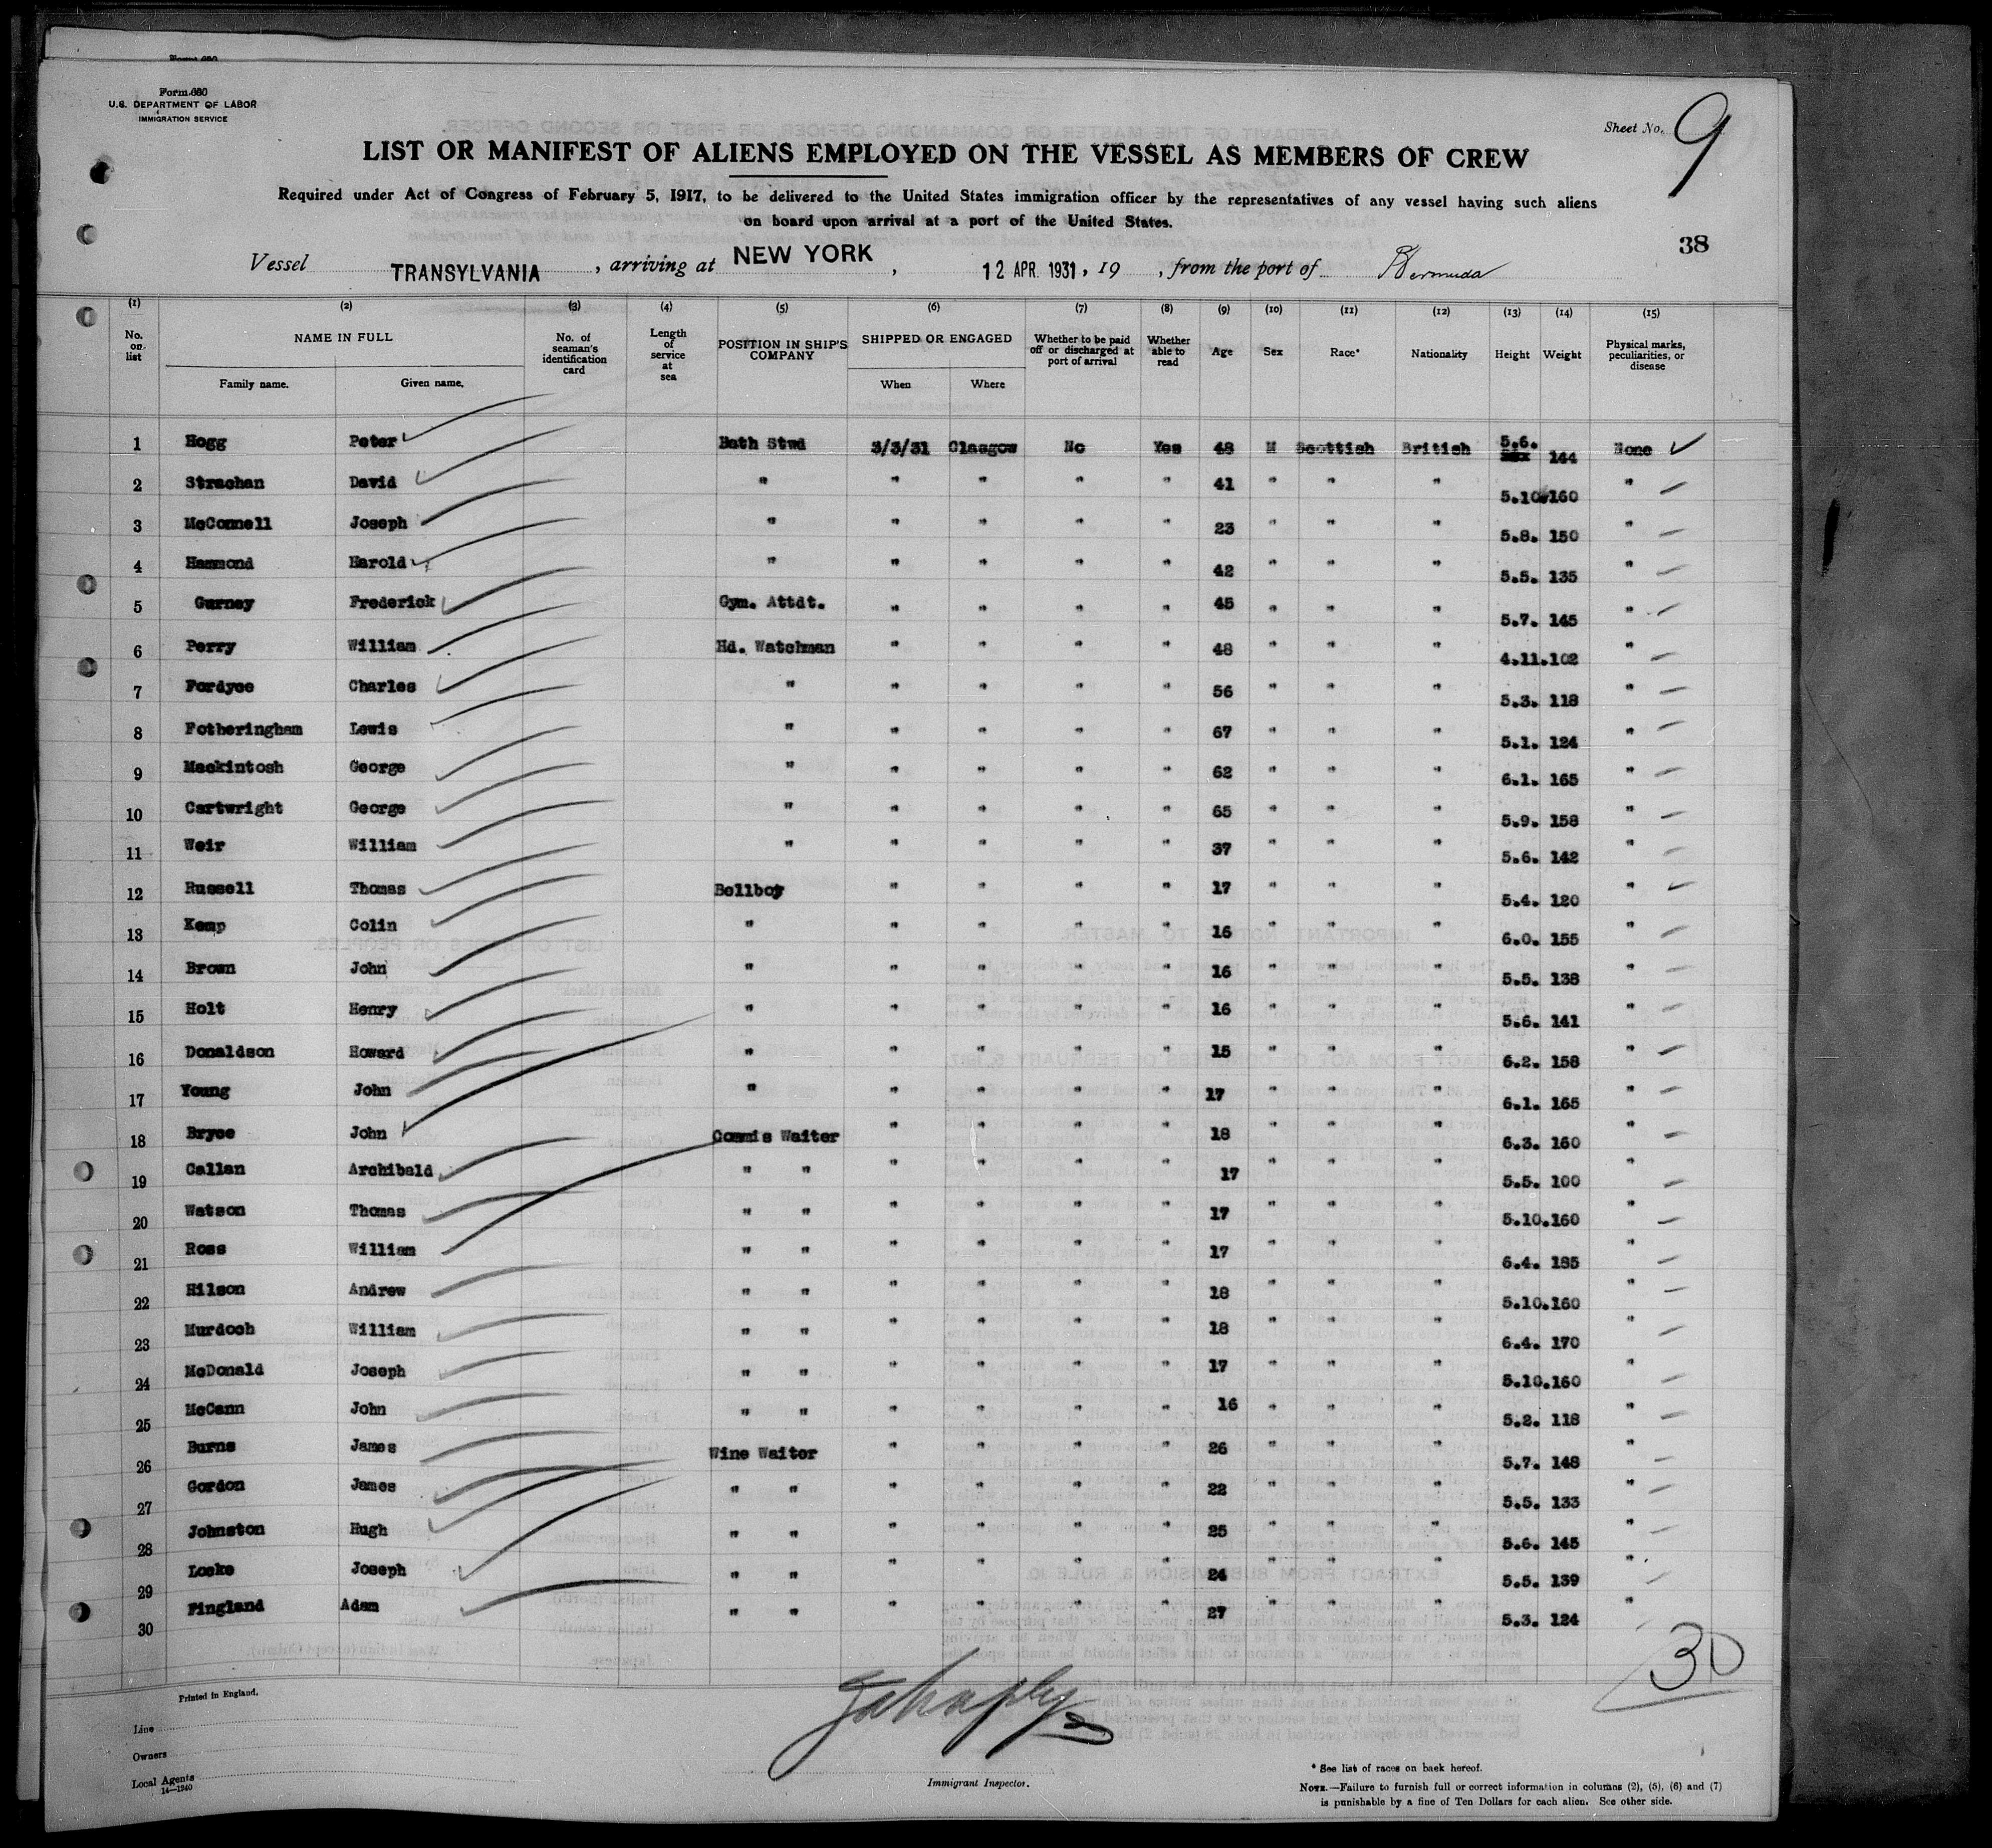 Form 680
U.S. DEPARTMENT OF LABOR
IMMIGRATION SERVICE
Sheet No. 9
LIST OR MANIFEST OF ALIENS EMPLOYED ON THE VESSEL AS MEMBERS OF CREW
Required under Act of Congress of February 5, 1917, to be delivered to the United States immigration officer by the representatives of any vessel having such aliens
on board upon arrival at a port of the United States.
38
Vessel TRANSYLVANIA, arriving at NEW YORK, 12 APR. 1931, 19 , from the port of Bermuda
(1) (2) (3) (4) (5) (6) (7) (8) (9) (10) (11) (12) (13) (14) (15)
No. on list NAME IN FULL Family name. Given name. No. of seaman's identification card Length of service at sea POSITION IN SHIP'S COMPANY SHIPPED OR ENGAGED When Where Whether to be paid off or discharged at port of arrival Whether able to read Age Sex Race* Nationality Height Weight Physical marks, peculiarities, or disease
1 Hogg Peter Bath Stwd 3/3/31 Glasgow No Yes 48 M Scottish British 5.6. 144 None
2 Strachan David " " " " " 41 " " " 5.10.160 "
3 McConnell Joseph " " " " " 23 " " " 5.8. 150 "
4 Hammond Harold " " " " " 42 " " " 5.5. 135 "
5 Gurney Frederick Gym. Attdt. " " " " 45 " " " 5.7. 145 "
6 Perry William Hd. Watchman " " " " 48 " " " 4.11.102 "
7 Fordyce Charles " " " " " 56 " " " 5.3. 118 "
8 Fotheringham Lewis " " " " " 67 " " " 5.1. 124 "
9 Mackintosh George " " " " " 62 " " " 6.1. 165 "
10 Cartwright George " " " " " 65 " " " 5.9. 158 "
11 Weir William " " " " " 37 " " " 5.6. 142 "
12 Russell Thomas Bellboy " " " " 17 " " " 5.4. 120 "
13 Kemp Colin " " " " " 16 " " " 6.0. 155 "
14 Brown John " " " " " 16 " " " 5.5. 138 "
15 Holt Henry " " " " " 16 " " " 5.6. 141 "
16 Donaldson Howard " " " " " 15 " " " 6.2. 158 "
17 Young John " " " " " 17 " " " 6.1. 165 "
18 Bryce John Commis Waiter " " " " 18 " " " 6.3. 160 "
19 Callan Archibald " " " " " " 17 " " " 5.5. 100 "
20 Watson Thomas " " " " " " 17 " " " 5.10.160 "
21 Ross William " " " " " " 17 " " " 6.4. 185 "
22 Hilson Andrew " " " " " " 18 " " " 5.10.160 "
23 Murdoch William " " " " " " 18 " " " 6.4. 170 "
24 McDonald Joseph " " " " " " 17 " " " 5.10.160 "
25 McCann John " " " " " " 16 " " " 5.2. 118 "
26 Burns James Wine Waiter " " " " 26 " " " 5.7. 148 "
27 Gordon James " " " " " " 22 " " " 5.5. 133 "
28 Johnston Hugh " " " " " " 25 " " " 5.6. 145 "
29 Locke Joseph " " " " " " 24 " " " 5.5. 139 "
30 Fingland Adam " " " " " " 27 " " " 5.3. 124 "
30
Printed in England.
Line
Owners
Local Agents
14—1240
Immigrant Inspector.
* See list of races on back hereof.
NOTE.—Failure to furnish full or correct information in columns (2), (5), (6) and (7)
is punishable by a fine of Ten Dollars for each alien. See other side.